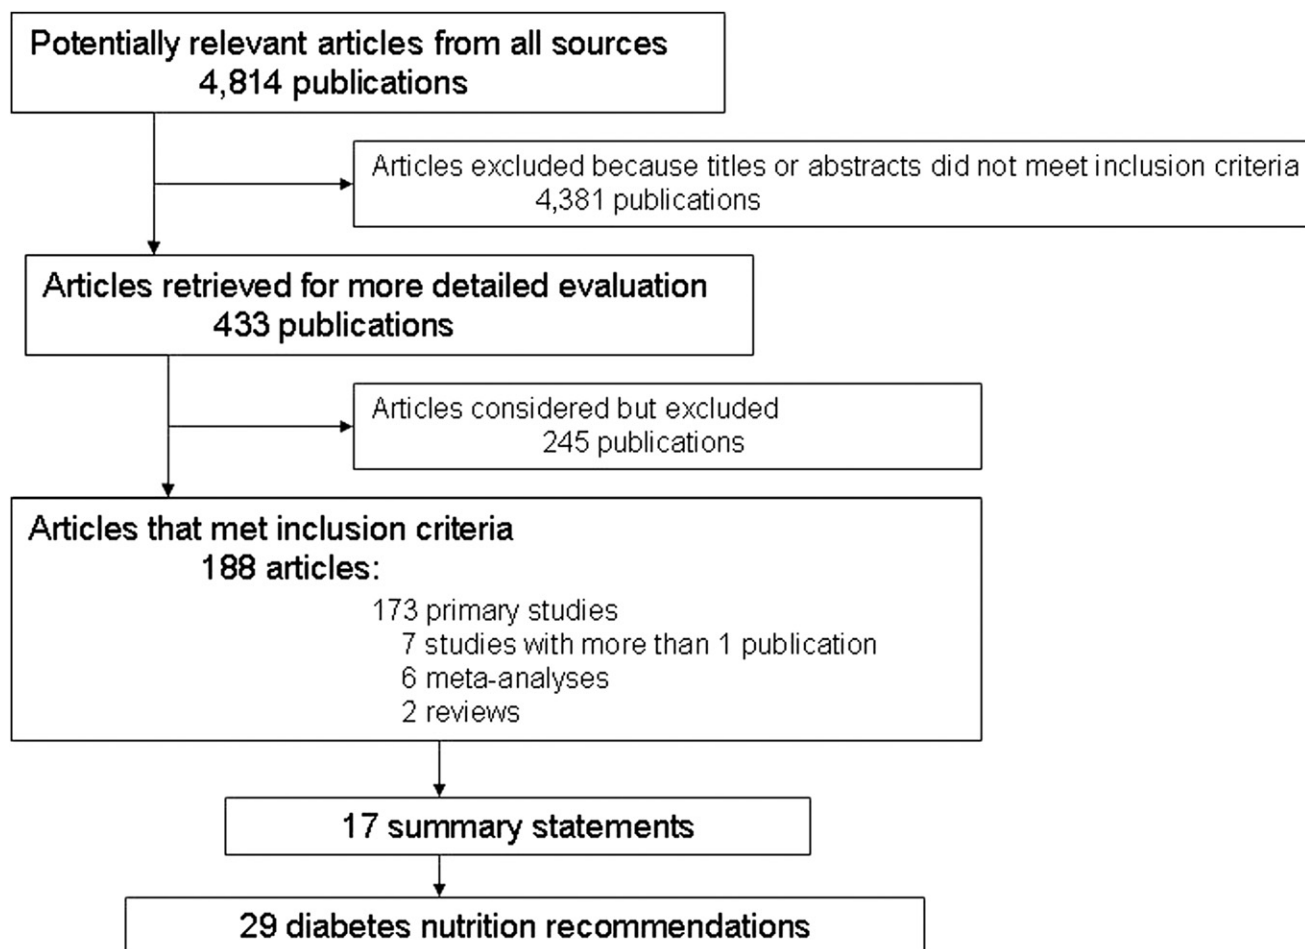 Potentially relevant articles from all sources
4,814 publications
Articles excluded because titles or abstracts did not meet inclusion criteria
4,381 publications
Articles retrieved for more detailed evaluation
433 publications
Articles considered but excluded
245 publications
Articles that met inclusion criteria
188 articles:
173 primary studies
7 studies with more than 1 publication
6 meta-analyses
2 reviews
17 summary statements
29 diabetes nutrition recommendations